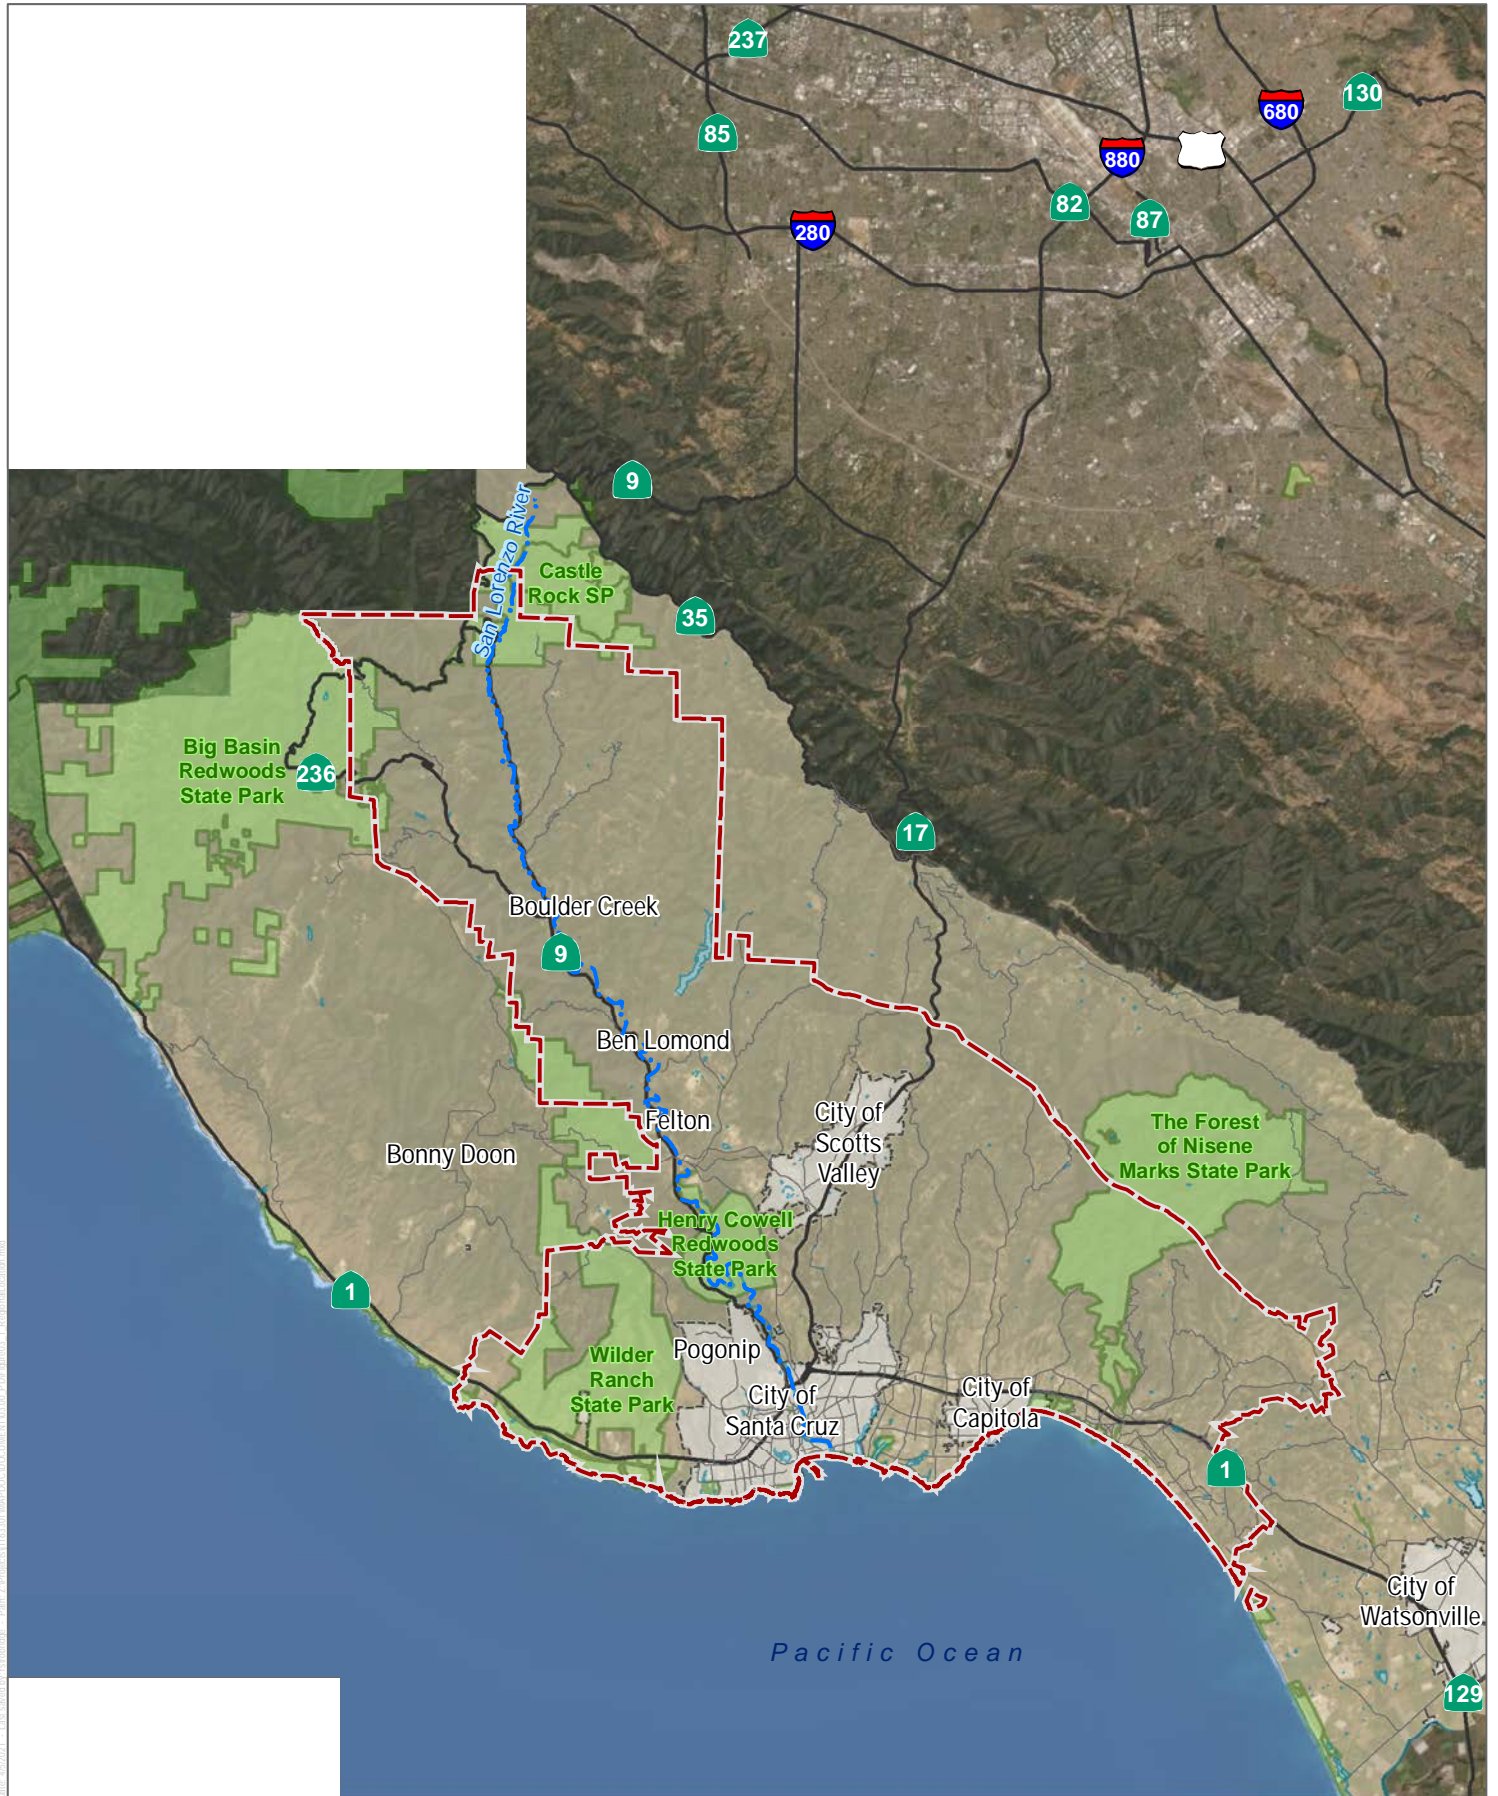 237
130
680
85
880
82
87
280
9
San Lorenzo River
Castle
Rock SP
35
Big Basin
Redwoods
State Park
236
17
Boulder Creek
9
Ben Lomond
Felton
City of
Scotts
Valley
The Forest
of Nisene
Marks State Park
Bonny Doon
Henry Cowell
Redwoods
State Park
1
Pogonip
Wilder
Ranch
State Park
City of
Santa Cruz
City of
Capitola
1
City of
Watsonville
Pacific Ocean
129